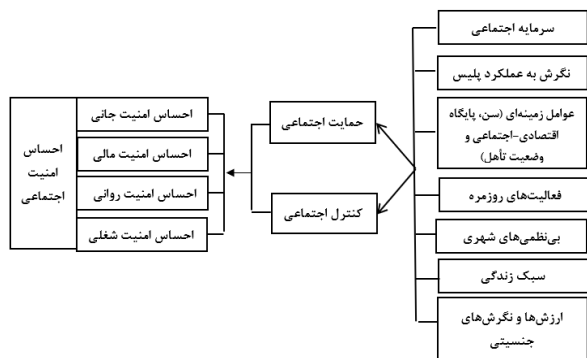 سرمایه اجتماعی
نگرش به عملکرد پلیس
عوامل زمینه‌ای (سن، پایگاه
اقتصادی-اجتماعی و
وضعیت تأهل)
فعالیت‌های روزمره
بی‌نظمی‌های شهری
سبک زندگی
ارزش‌ها و نگرش‌های
جنسیتی
حمایت اجتماعی
کنترل اجتماعی
احساس امنیت جانی
احساس امنیت مالی
احساس امنیت روانی
احساس امنیت شغلی
احساس
امنیت
اجتماعی